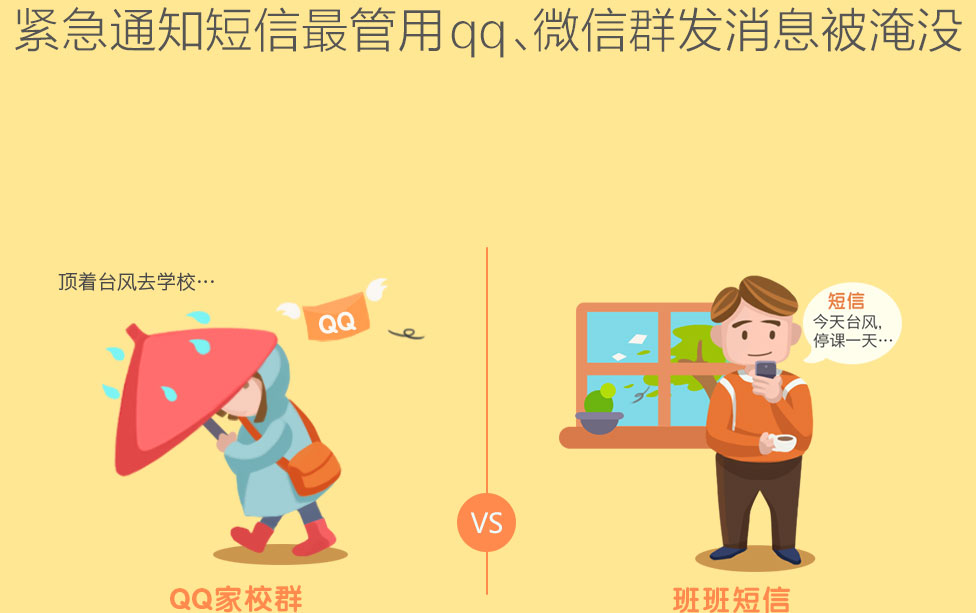 紧急通知短信最管用qq、微信群发消息被淹没
顶着台风去学校…
QQ
短信
今天台风,
停课一天…
VS
QQ家校群
班班短信